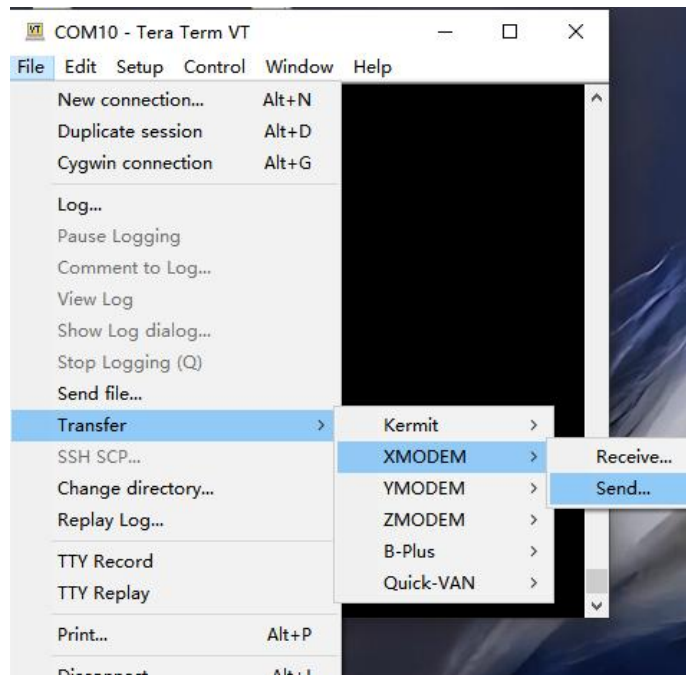 COM10 - Tera Term VT
File Edit Setup Control Window Help
New connection... Alt+N
Duplicate session Alt+D
Cygwin connection Alt+G
Log...
Pause Logging
Comment to Log...
View Log
Show Log dialog...
Stop Logging (Q)
Send file...
Transfer
SSH SCP...
Change directory...
Replay Log...
TTY Record
TTY Replay
Print... Alt+P
Kermit
XMODEM
YMODEM
ZMODEM
B-Plus
Quick-VAN
Receive...
Send...